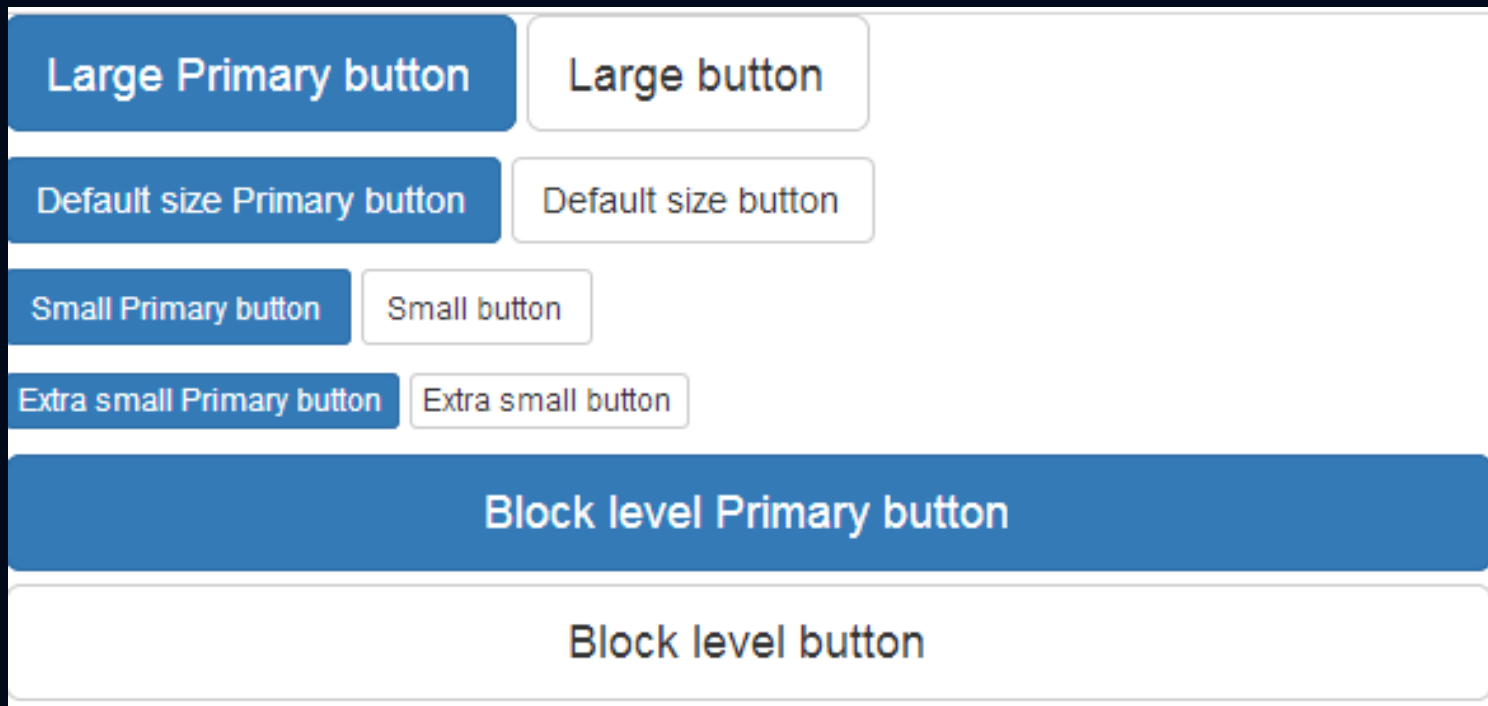 Large Primary button Large button
Default size Primary button Default size button
Small Primary button Small button
Extra small Primary button Extra small button
Block level Primary button
Block level button